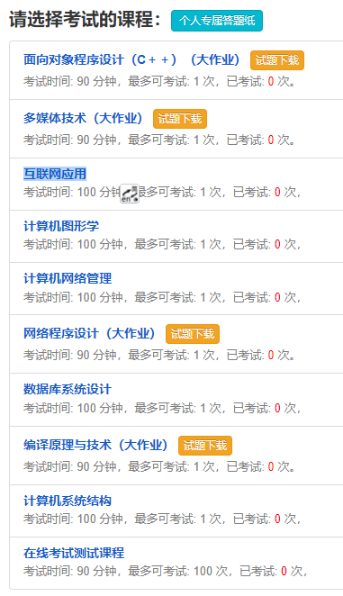 请选择考试的课程： 个人专属答题纸
面向对象程序设计（C＋＋）（大作业） 试题下载
考试时间: 90 分钟，最多可考试: 1 次，已考试: 0 次。
多媒体技术（大作业） 试题下载
考试时间: 90 分钟，最多可考试: 1 次，已考试: 0 次。
互联网应用
考试时间: 100 分钟，最多可考试: 1 次，已考试: 0 次，
计算机图形学
考试时间: 100 分钟，最多可考试: 1 次，已考试: 0 次，
计算机网络管理
考试时间: 100 分钟，最多可考试: 1 次，已考试: 0 次，
网络程序设计（大作业） 试题下载
考试时间: 90 分钟，最多可考试: 1 次，已考试: 0 次。
数据库系统设计
考试时间: 100 分钟，最多可考试: 1 次，已考试: 0 次，
编译原理与技术（大作业） 试题下载
考试时间: 90 分钟，最多可考试: 1 次，已考试: 0 次。
计算机系统结构
考试时间: 100 分钟，最多可考试: 1 次，已考试: 0 次，
在线考试测试课程
考试时间: 90 分钟，最多可考试: 100 次，已考试: 0 次，